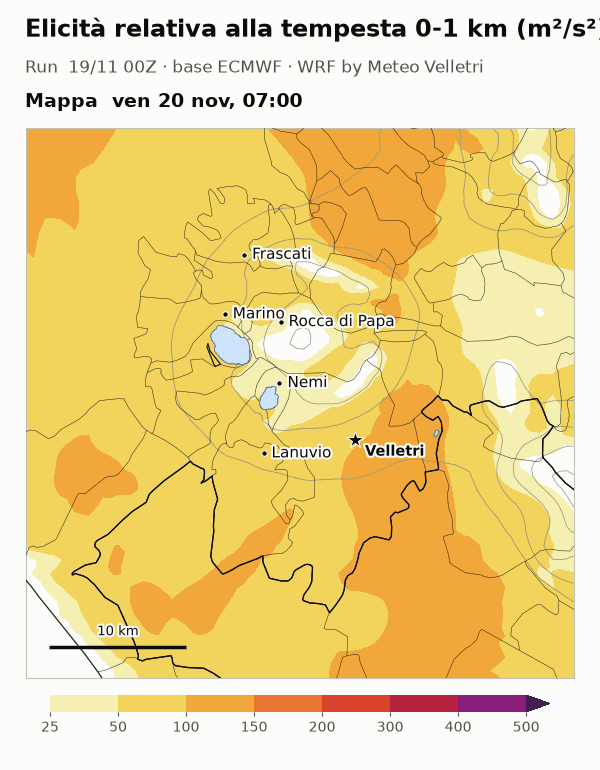 Elicità relativa alla tempesta 0-1 km (m²/s²)
Run 19/11 00Z · base ECMWF · WRF by Meteo Velletri
Mappa ven 20 nov, 07:00
Frascati
Marino
Rocca di Papa
Nemi
Velletri
Lanuvio
10 km
25 50 100 150 200 300 400 500